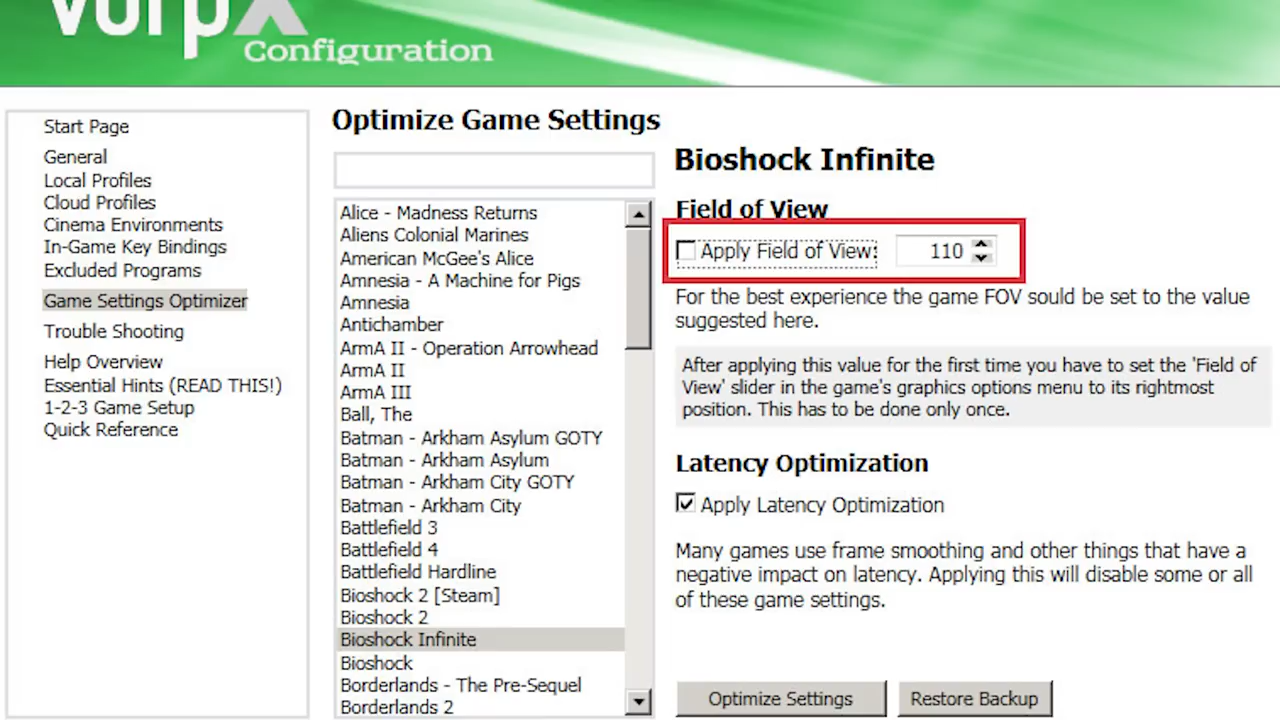 vorpX
Configuration
Start Page
General
Local Profiles
Cloud Profiles
Cinema Environments
In-Game Key Bindings
Excluded Programs
Game Settings Optimizer
Trouble Shooting
Help Overview
Essential Hints (READ THIS!)
1-2-3 Game Setup
Quick Reference
Optimize Game Settings
Alice - Madness Returns
Aliens Colonial Marines
American McGee's Alice
Amnesia - A Machine for Pigs
Amnesia
Antichamber
ArmA II - Operation Arrowhead
ArmA II
ArmA III
Ball, The
Batman - Arkham Asylum GOTY
Batman - Arkham Asylum
Batman - Arkham City GOTY
Batman - Arkham City
Battlefield 3
Battlefield 4
Battlefield Hardline
Bioshock 2 [Steam]
Bioshock 2
Bioshock Infinite
Bioshock
Borderlands - The Pre-Sequel
Borderlands 2
Bioshock Infinite
Field of View
Apply Field of View: 110
For the best experience the game FOV sould be set to the value
suggested here.
After applying this value for the first time you have to set the 'Field of
View' slider in the game's graphics options menu to its rightmost
position. This has to be done only once.
Latency Optimization
Apply Latency Optimization
Many games use frame smoothing and other things that have a
negative impact on latency. Applying this will disable some or all
of these game settings.
Optimize Settings
Restore Backup